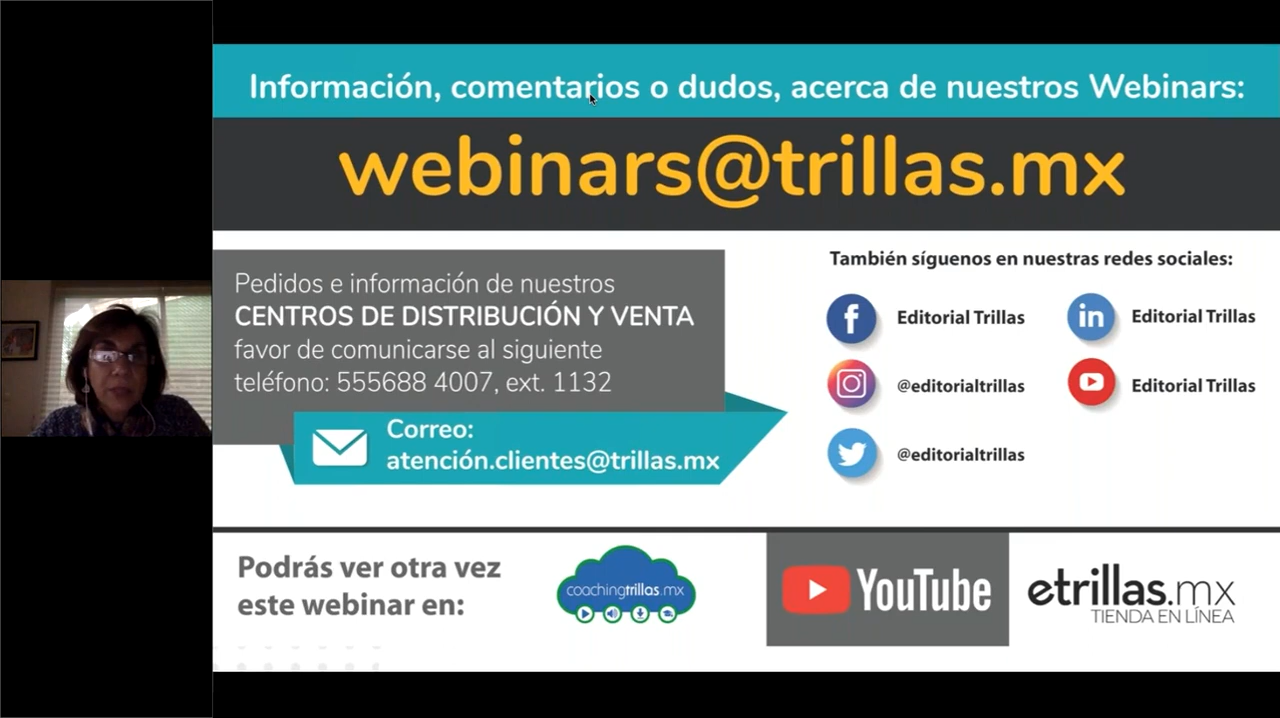 Información, comentarios o dudos, acerca de nuestros Webinars:
webinars@trillas.mx
Pedidos e información de nuestros
CENTROS DE DISTRIBUCIÓN Y VENTA
favor de comunicarse al siguiente
teléfono: 555688 4007, ext. 1132
Correo:
atención.clientes@trillas.mx
También síguenos en nuestras redes sociales:
Editorial Trillas
Editorial Trillas
@editorialtrillas
Editorial Trillas
@editorialtrillas
Podrás ver otra vez
este webinar en:
coachingtrillas.mx
YouTube
etrillas.mx
TIENDA EN LÍNEA